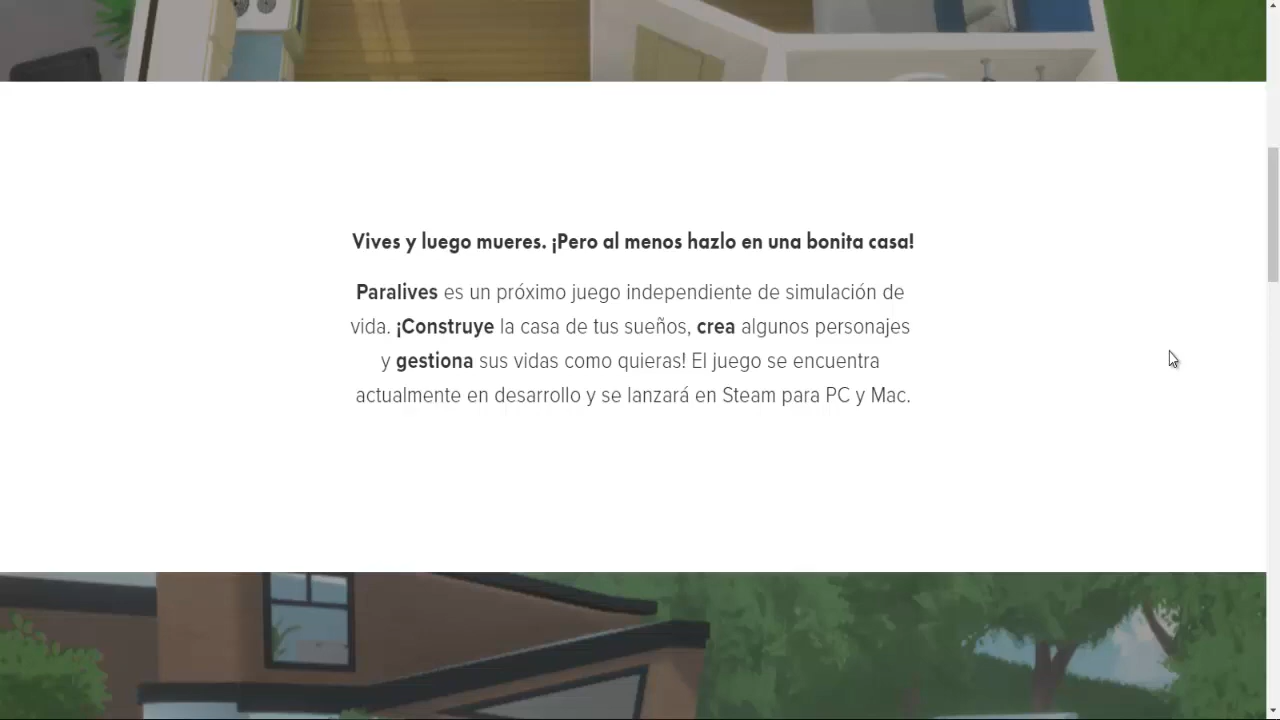 Vives y luego mueres. ¡Pero al menos hazlo en una bonita casa!
Paralives es un próximo juego independiente de simulación de
vida. ¡Construye la casa de tus sueños, crea algunos personajes
y gestiona sus vidas como quieras! El juego se encuentra
actualmente en desarrollo y se lanzará en Steam para PC y Mac.